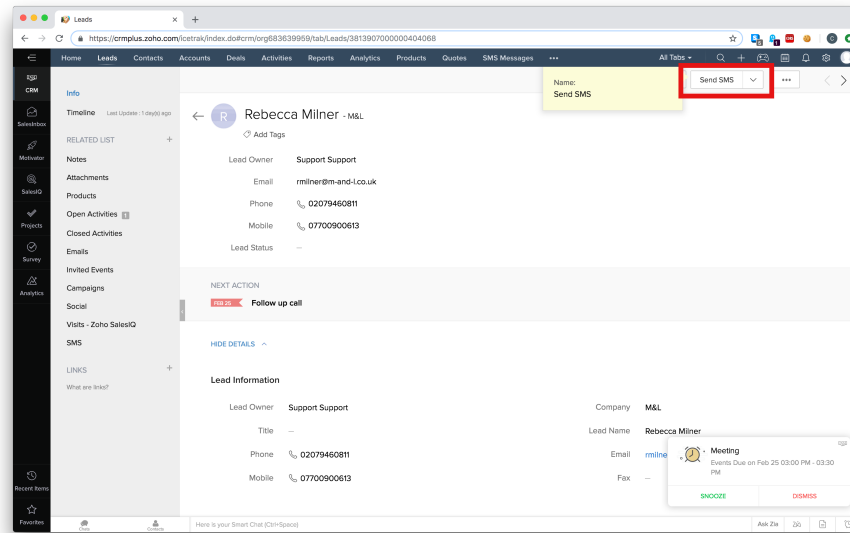 Leads
https://crmplus.zoho.com/icetrak/index.do#crm/org683639959/tab/Leads/3813907000000404068
Home Leads Contacts Accounts Deals Activities Reports Analytics Products Quotes SMS Messages ••• All Tabs
CRM
SalesInbox
Motivator
SalesIQ
Projects
Survey
Analytics
Recent Items
Favorites
Info
Timeline Last Update : 1 day(s) ago
RELATED LIST +
Notes
Attachments
Products
Open Activities 1
Closed Activities
Emails
Invited Events
Campaigns
Social
Visits - Zoho SalesIQ
SMS
LINKS +
What are links?
Name:
Send SMS
Send SMS
•••
R Rebecca Milner - M&L
Add Tags
Lead Owner Support Support
Email rmilner@m-and-l.co.uk
Phone 02079460811
Mobile 07700900613
Lead Status —
NEXT ACTION
FEB 25 Follow up call
HIDE DETAILS
Lead Information
Lead Owner Support Support
Title —
Phone 02079460811
Mobile 07700900613
Company M&L
Lead Name Rebecca Milner
Email rmilne
Fax —
Meeting
Events Due on Feb 25 03:00 PM - 03:30
PM
SNOOZE DISMISS
Chats Contacts Here is your Smart Chat (Ctrl+Space) Ask Zia